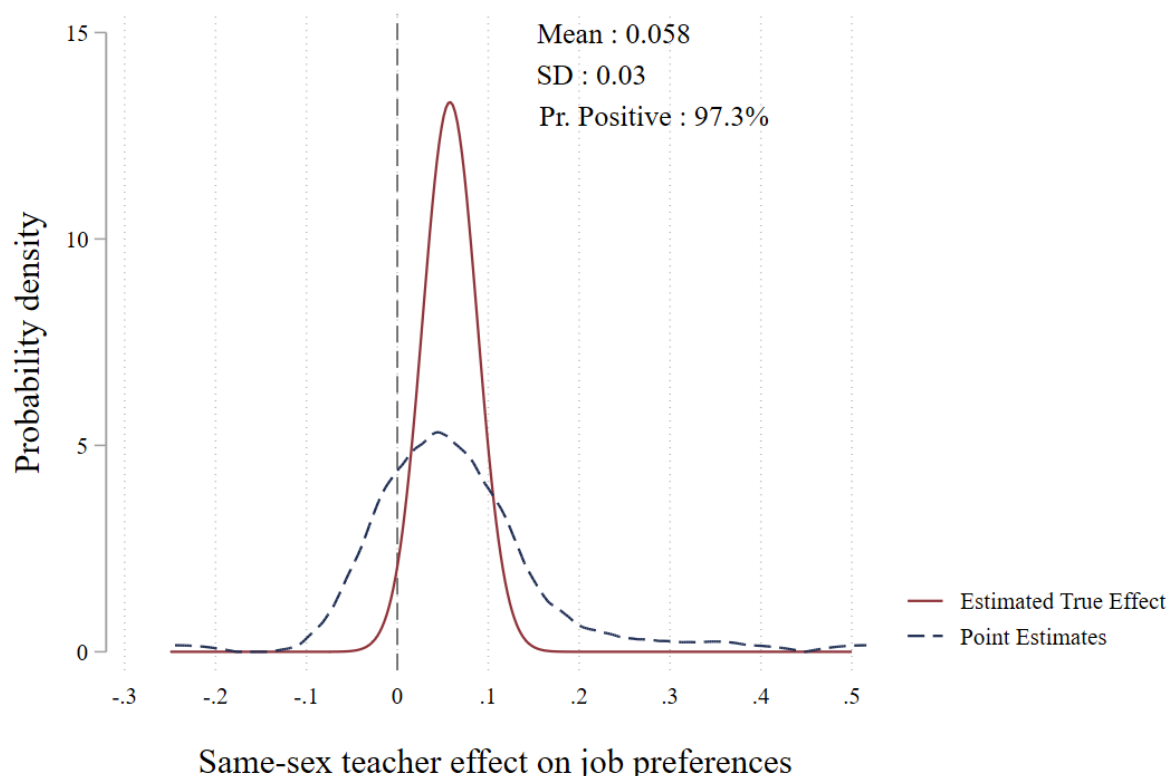 Mean : 0.058
SD : 0.03
Pr. Positive : 97.3%
15
10
5
0
Probability density
-.3 -.2 -.1 0 .1 .2 .3 .4 .5
Same-sex teacher effect on job preferences
Estimated True Effect
Point Estimates